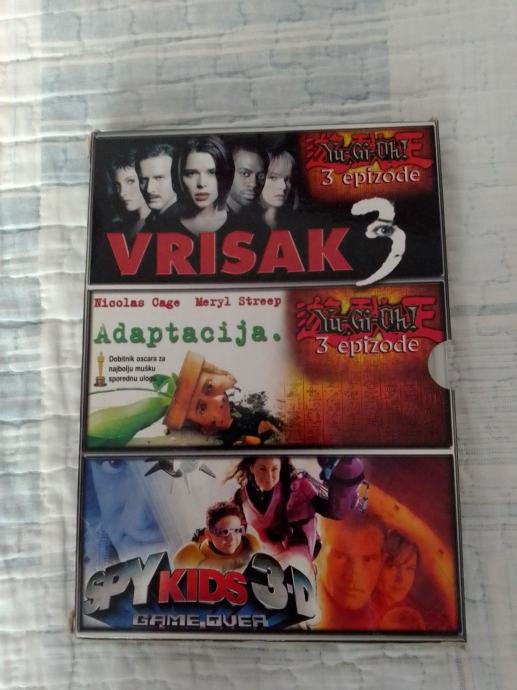 Yu-Gi-Oh!
3 epizode
VRISAK 3
Nicolas Cage Meryl Streep
Adaptacija.
Dobitnik oscara za
najbolju mušku
sporednu ulogu
Yu-Gi-Oh!
3 epizode
SPY KIDS 3-D
GAME OVER